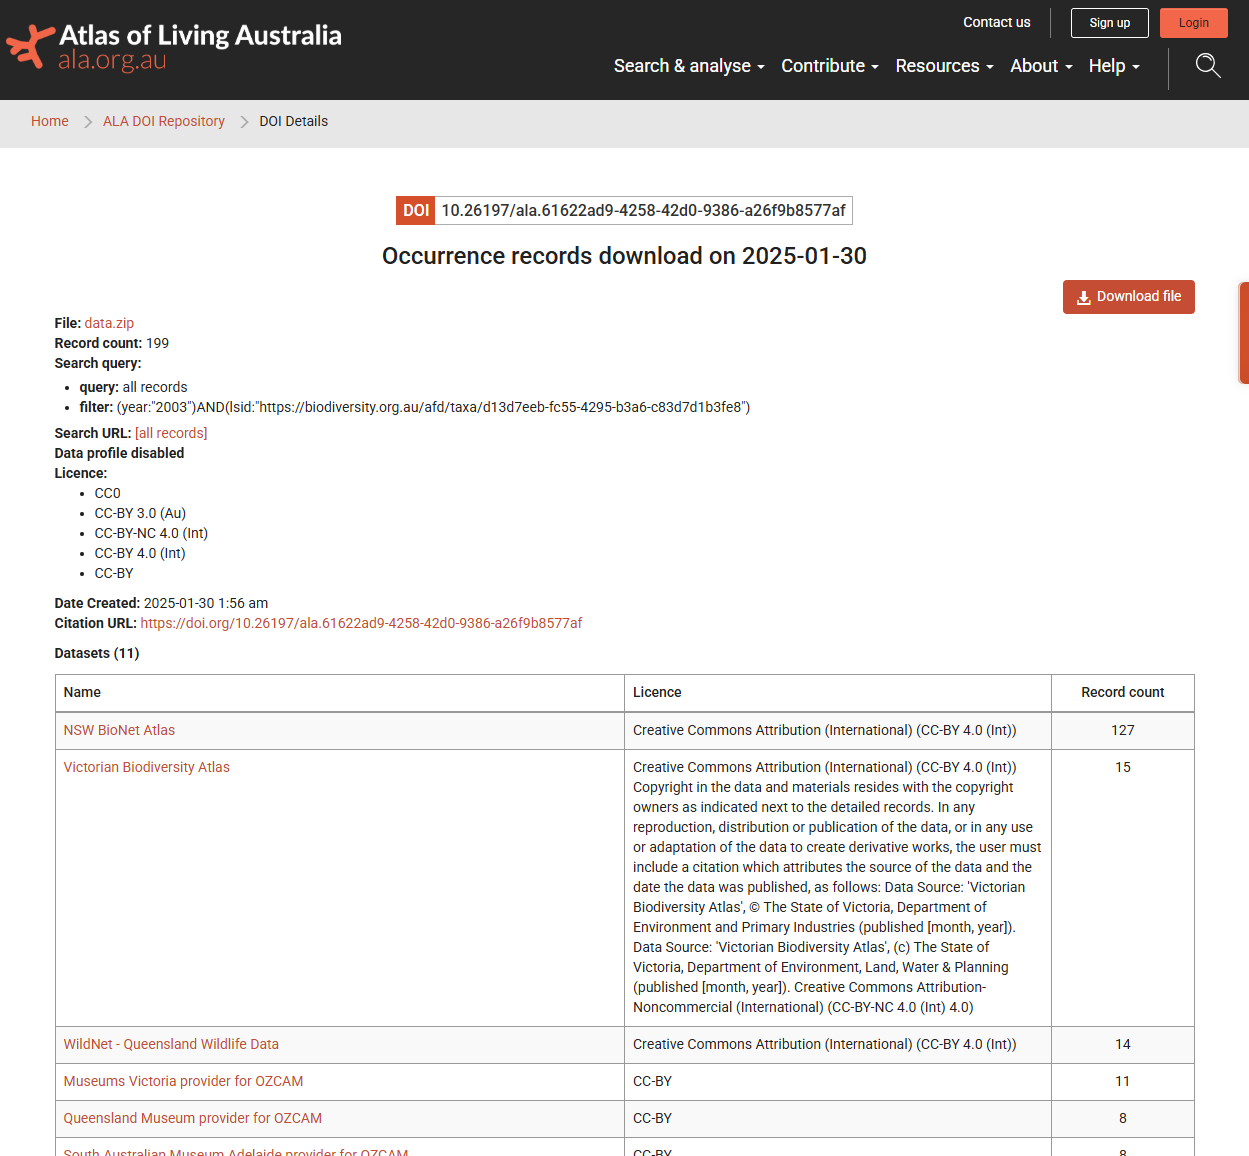 Atlas of Living Australia
ala.org.au
Contact us
Sign up
Login
Search & analyse
Contribute
Resources
About
Help
Home
ALA DOI Repository
DOI Details
DOI 10.26197/ala.61622ad9-4258-42d0-9386-a26f9b8577af
Occurrence records download on 2025-01-30
Download file
File: data.zip
Record count: 199
Search query:
• query: all records
• filter: (year:"2003")AND(lsid:"https://biodiversity.org.au/afd/taxa/d13d7eeb-fc55-4295-b3a6-c83d7d1b3fe8")
Search URL: [all records]
Data profile disabled
Licence:
• CC0
• CC-BY 3.0 (Au)
• CC-BY-NC 4.0 (Int)
• CC-BY 4.0 (Int)
• CC-BY
Date Created: 2025-01-30 1:56 am
Citation URL: https://doi.org/10.26197/ala.61622ad9-4258-42d0-9386-a26f9b8577af
Datasets (11)
Name Licence Record count
NSW BioNet Atlas Creative Commons Attribution (International) (CC-BY 4.0 (Int)) 127
Victorian Biodiversity Atlas Creative Commons Attribution (International) (CC-BY 4.0 (Int)) 15
Copyright in the data and materials resides with the copyright
owners as indicated next to the detailed records. In any
reproduction, distribution or publication of the data, or in any use
or adaptation of the data to create derivative works, the user must
include a citation which attributes the source of the data and the
date the data was published, as follows: Data Source: 'Victorian
Biodiversity Atlas', © The State of Victoria, Department of
Environment and Primary Industries (published [month, year]).
Data Source: 'Victorian Biodiversity Atlas', (c) The State of
Victoria, Department of Environment, Land, Water & Planning
(published [month, year]). Creative Commons Attribution-
Noncommercial (International) (CC-BY-NC 4.0 (Int) 4.0)
WildNet - Queensland Wildlife Data Creative Commons Attribution (International) (CC-BY 4.0 (Int)) 14
Museums Victoria provider for OZCAM CC-BY 11
Queensland Museum provider for OZCAM CC-BY 8
South Australian Museum Adelaide provider for OZCAM CC-BY 8